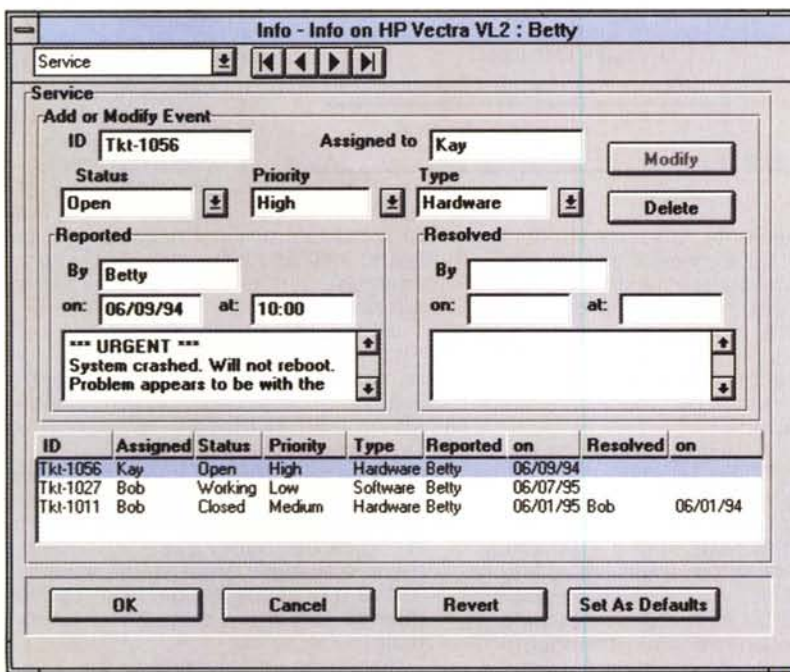 Info - Info on HP Vectra VL2 : Betty
Service
Service
Add or Modify Event
ID Tkt-1056 Assigned to Kay Modify
Status Priority Type
Open High Hardware Delete
Reported Resolved
By Betty By
on: 06/09/94 at: 10:00 on: at:
*** URGENT ***
System crashed. Will not reboot.
Problem appears to be with the
ID Assigned Status Priority Type Reported on Resolved on
Tkt-1056 Kay Open High Hardware Betty 06/09/94
Tkt-1027 Bob Working Low Software Betty 06/07/95
Tkt-1011 Bob Closed Medium Hardware Betty 06/01/95 Bob 06/01/94
OK Cancel Revert Set As Defaults